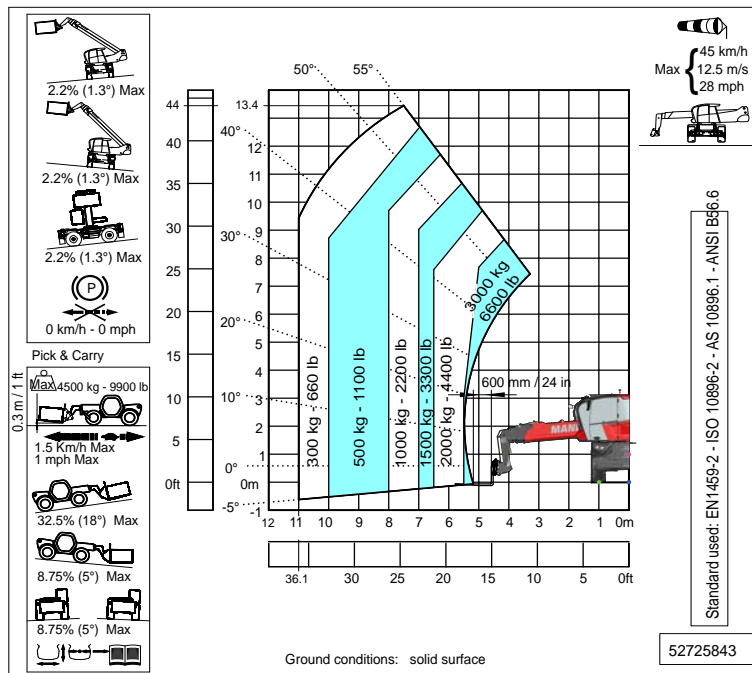 2.2% (1.3°) Max
2.2% (1.3°) Max
2.2% (1.3°) Max
P
0 km/h - 0 mph
Pick & Carry
0.3 m / 1 ft
Max
4500 kg - 9900 lb
1.5 Km/h Max
1 mph Max
32.5% (18°) Max
8.75% (5°) Max
8.75% (5°) Max
44
40
35
30
25
20
15
10
5
0ft
13.4
12
11
10
9
8
7
6
5
4
3
2
1
0m
-1
55°
50°
40°
30°
20°
10°
0°
-5°
300 kg - 660 lb
500 kg - 1100 lb
1000 kg - 2200 lb
1500 kg - 3300 lb
2000 kg - 4400 lb
3000 kg
6600 lb
600 mm / 24 in
MANI
12 11 10 9 8 7 6 5 4 3 2 1 0m
36.1 30 25 20 15 10 5 0ft
Ground conditions: solid surface
Max
45 km/h
12.5 m/s
28 mph
Standard used: EN1459-2 - ISO 10896-2 - AS 10896.1 - ANSI B56.6
52725843